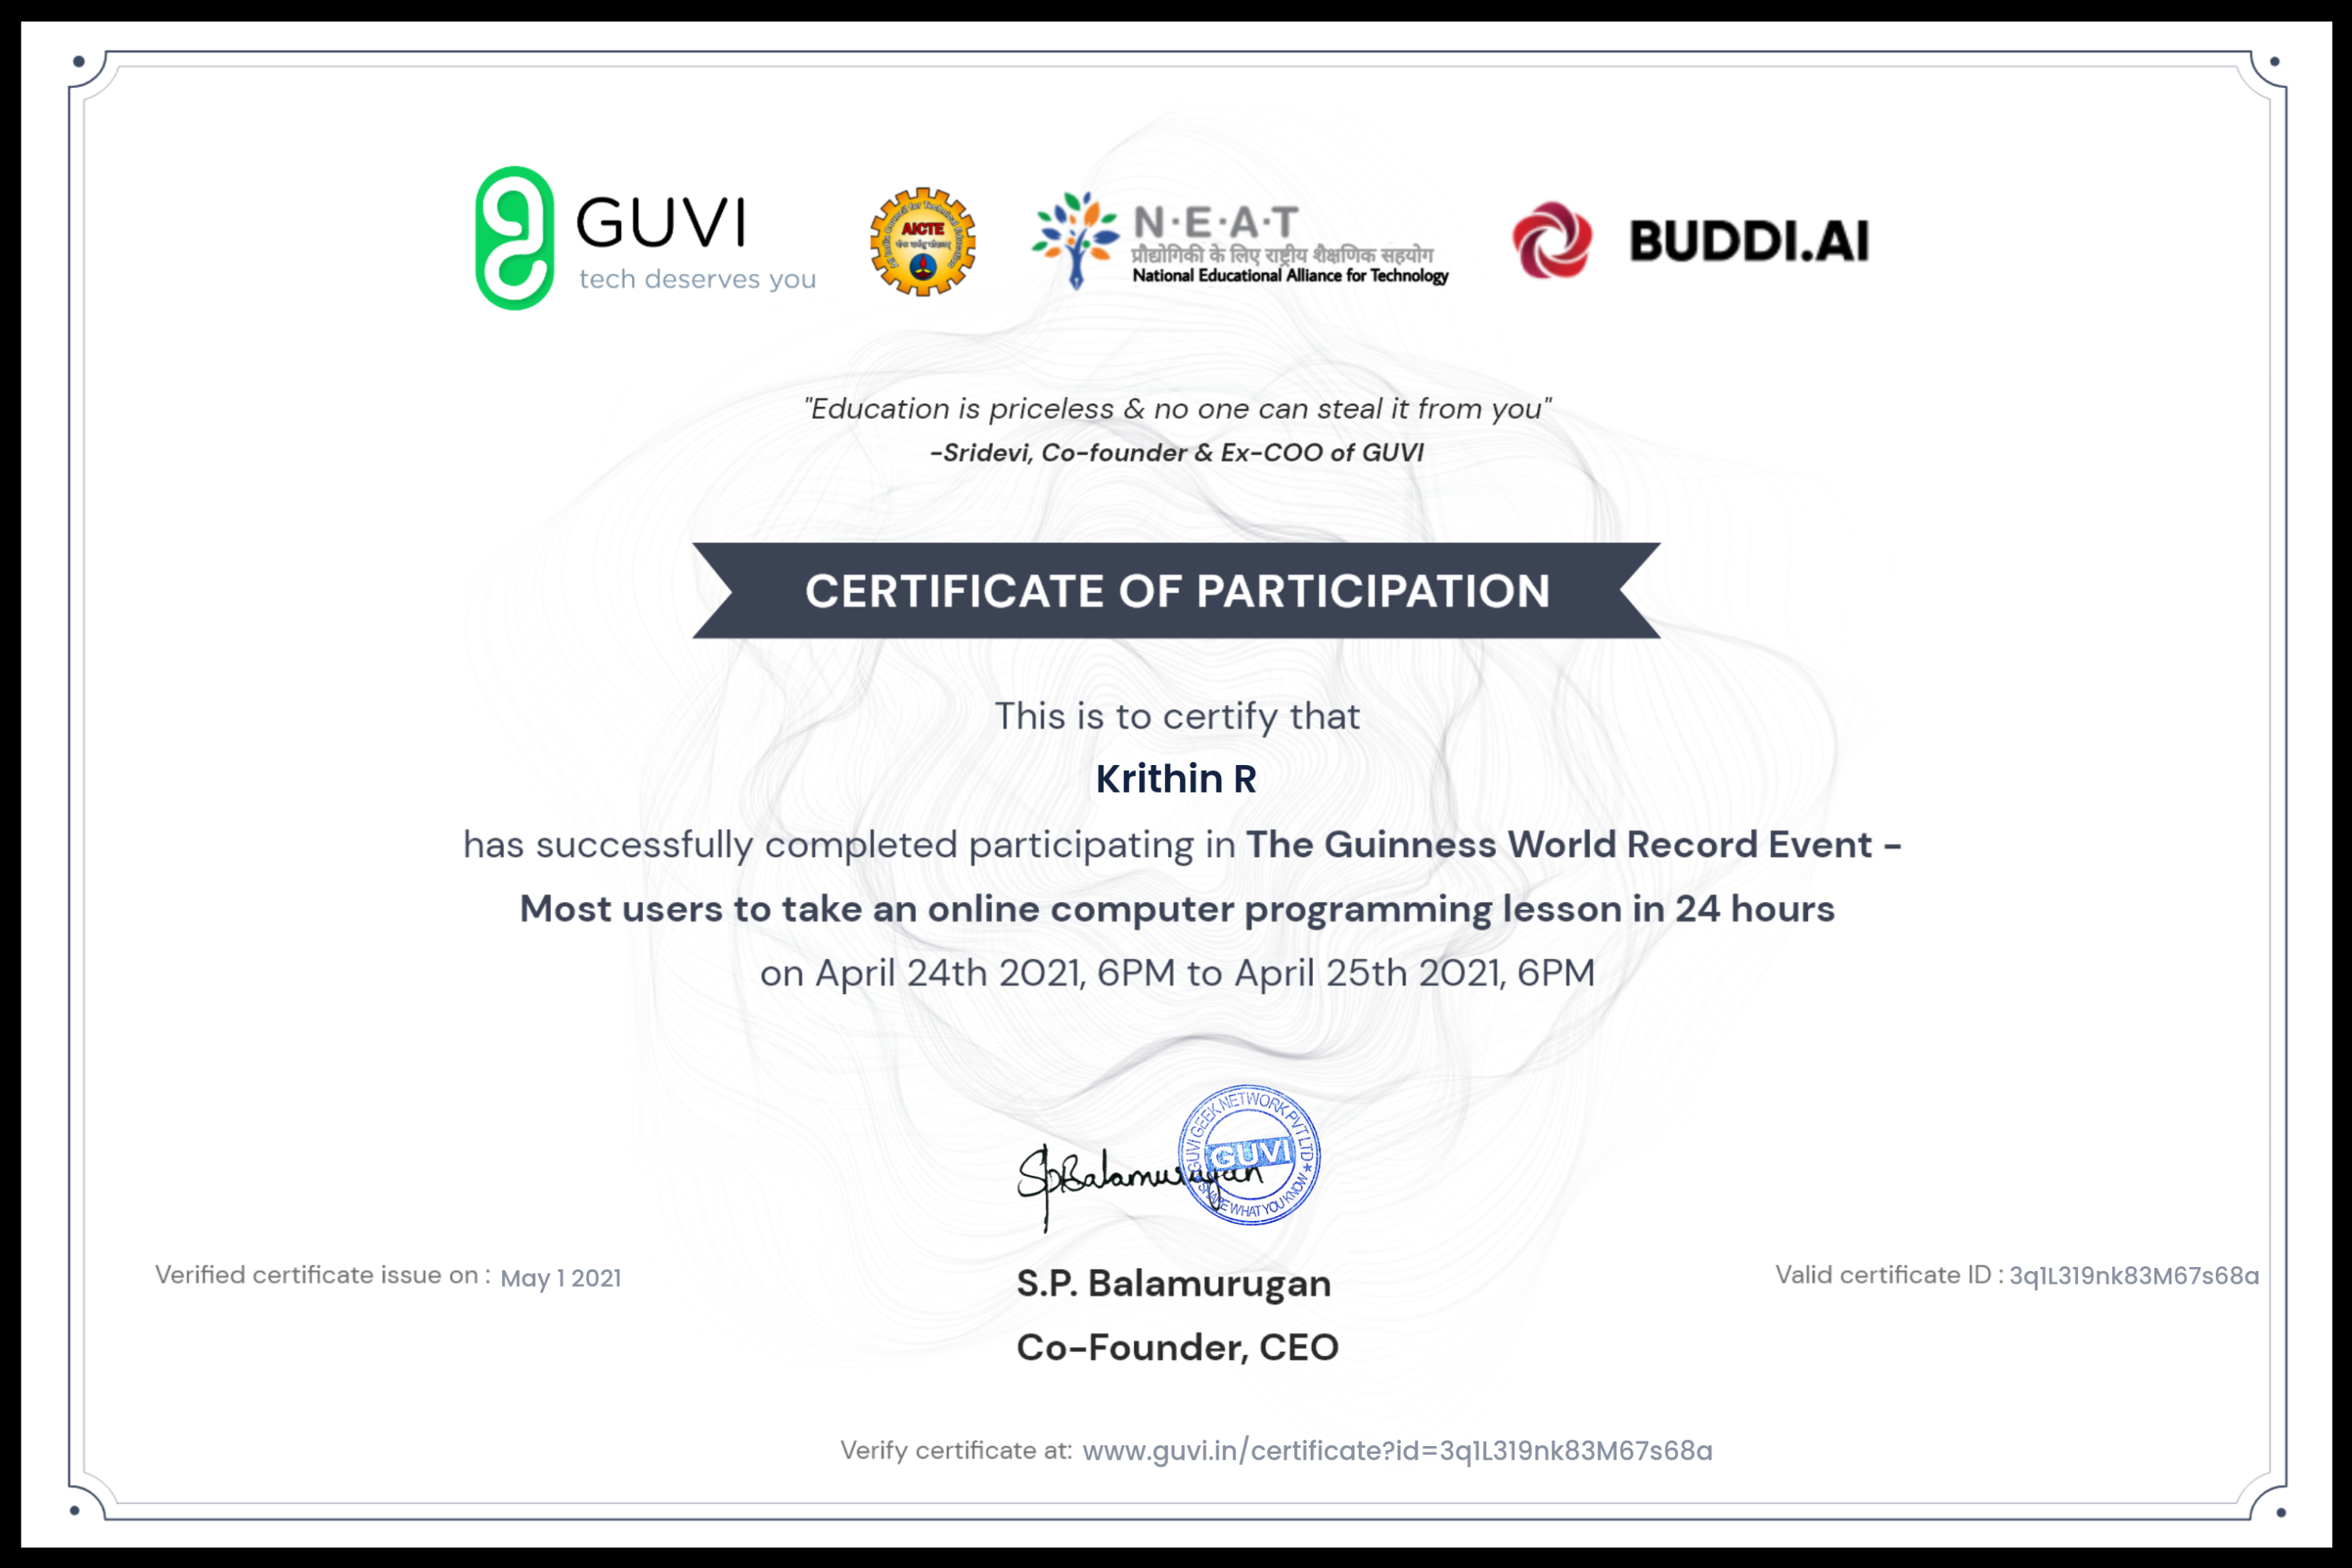 GUVI
tech deserves you
AICTE
N·E·A·T
प्रौद्योगिकी के लिए राष्ट्रीय शैक्षणिक सहयोग
National Educational Alliance for Technology
BUDDI.AI
"Education is priceless & no one can steal it from you"
-Sridevi, Co-founder & Ex-COO of GUVI
CERTIFICATE OF PARTICIPATION
This is to certify that
Krithin R
has successfully completed participating in The Guinness World Record Event -
Most users to take an online computer programming lesson in 24 hours
on April 24th 2021, 6PM to April 25th 2021, 6PM
SpBalamurugan
GUVI GEEK NETWORK PVT LTD
GUVI
SHARE WHAT YOU KNOW
Verified certificate issue on : May 1 2021
S.P. Balamurugan
Co-Founder, CEO
Valid certificate ID : 3q1L319nk83M67s68a
Verify certificate at: www.guvi.in/certificate?id=3q1L319nk83M67s68a